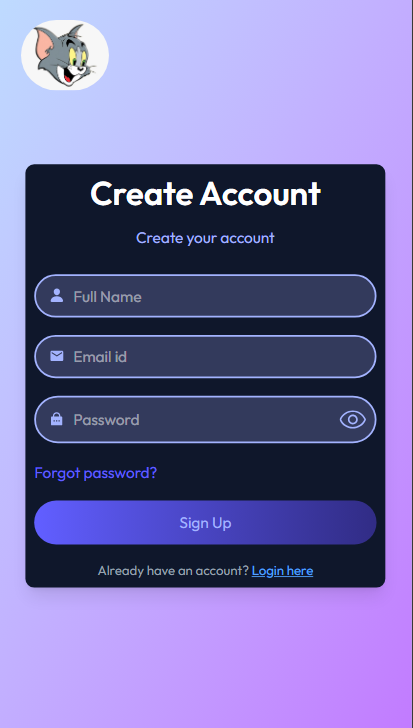 Create Account
Create your account
Full Name
Email id
Password
Forgot password?
Sign Up
Already have an account? Login here